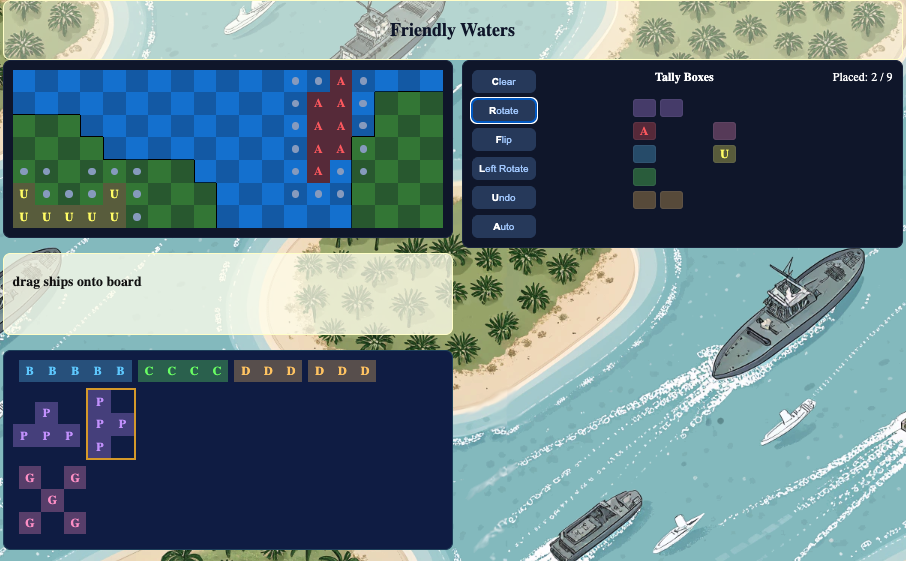 Friendly Waters
A
A A
A A
A A
U A U
U U U U U
Clear
Rotate
Flip
Left Rotate
Undo
Auto
Tally Boxes
Placed: 2 / 9
A
U
drag ships onto board
B B B B B C C C C D D D D D D
P P
P P P P P
P
G G
G
G G